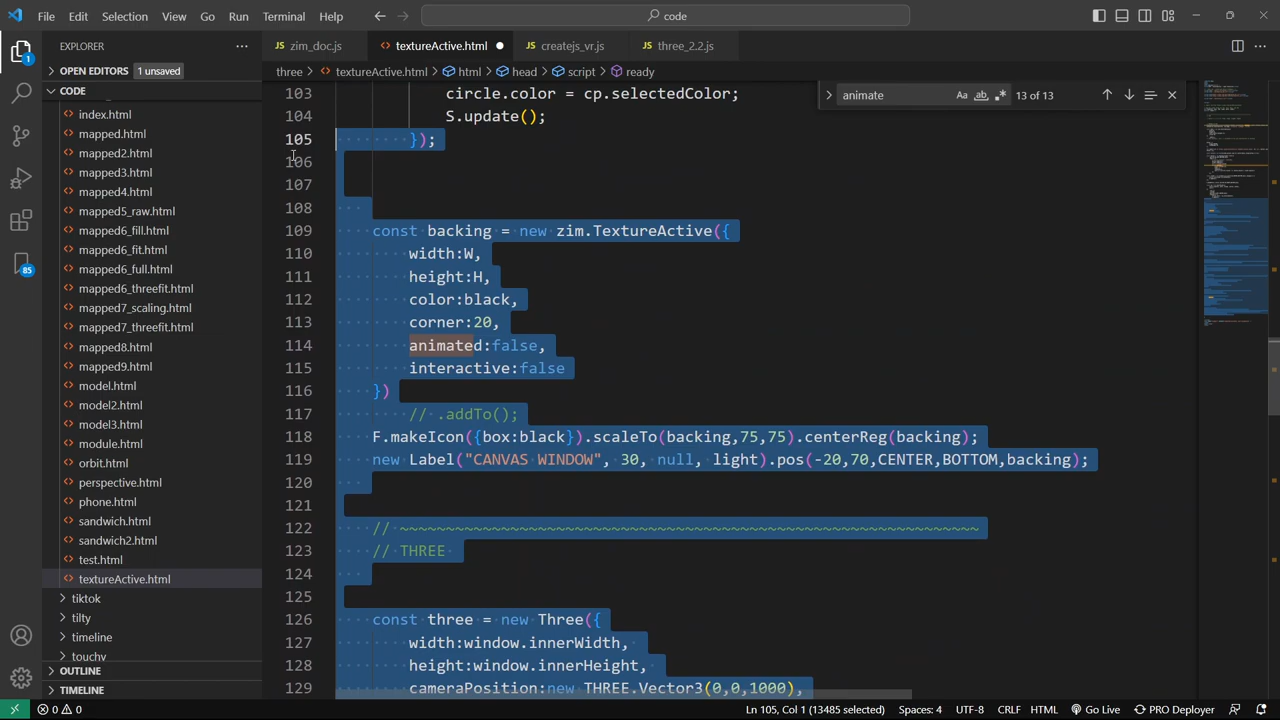 File Edit Selection View Go Run Terminal Help
code
EXPLORER
OPEN EDITORS 1 unsaved
CODE
index.html
mapped.html
mapped2.html
mapped3.html
mapped4.html
mapped5_raw.html
mapped6_fill.html
mapped6_fit.html
mapped6_full.html
mapped6_threefit.html
mapped7_scaling.html
mapped7_threefit.html
mapped8.html
mapped9.html
model.html
model2.html
model3.html
module.html
orbit.html
perspective.html
phone.html
sandwich.html
sandwich2.html
test.html
textureActive.html
tiktok
tilty
timeline
touchy
OUTLINE
TIMELINE
1
85
zim_doc.js textureActive.html createjs_vr.js three_2.2.js
three > textureActive.html > html > head > script > ready
animate Aa ab 13 of 13
103 circle.color = cp.selectedColor;
104 S.update();
105 });
106
107
108
109 const backing = new zim.TextureActive({
110 width:W,
111 height:H,
112 color:black,
113 corner:20,
114 animated:false,
115 interactive:false
116 })
117 // .addTo();
118 F.makeIcon({box:black}).scaleTo(backing,75,75).centerReg(backing);
119 new Label("CANVAS WINDOW", 30, null, light).pos(-20,70,CENTER,BOTTOM,backing);
120
121
122 // ~~~~~~~~~~~~~~~~~~~~~~~~~~~~~~~~~~~~~~~~~~~~~~~~~~~~~~~~~~~~~~~
123 // THREE
124
125
126 const three = new Three({
127 width:window.innerWidth,
128 height:window.innerHeight,
129 cameraPosition:new THREE.Vector3(0,0,1000),
0 0 Ln 105, Col 1 (13485 selected) Spaces: 4 UTF-8 CRLF HTML Go Live PRO Deployer